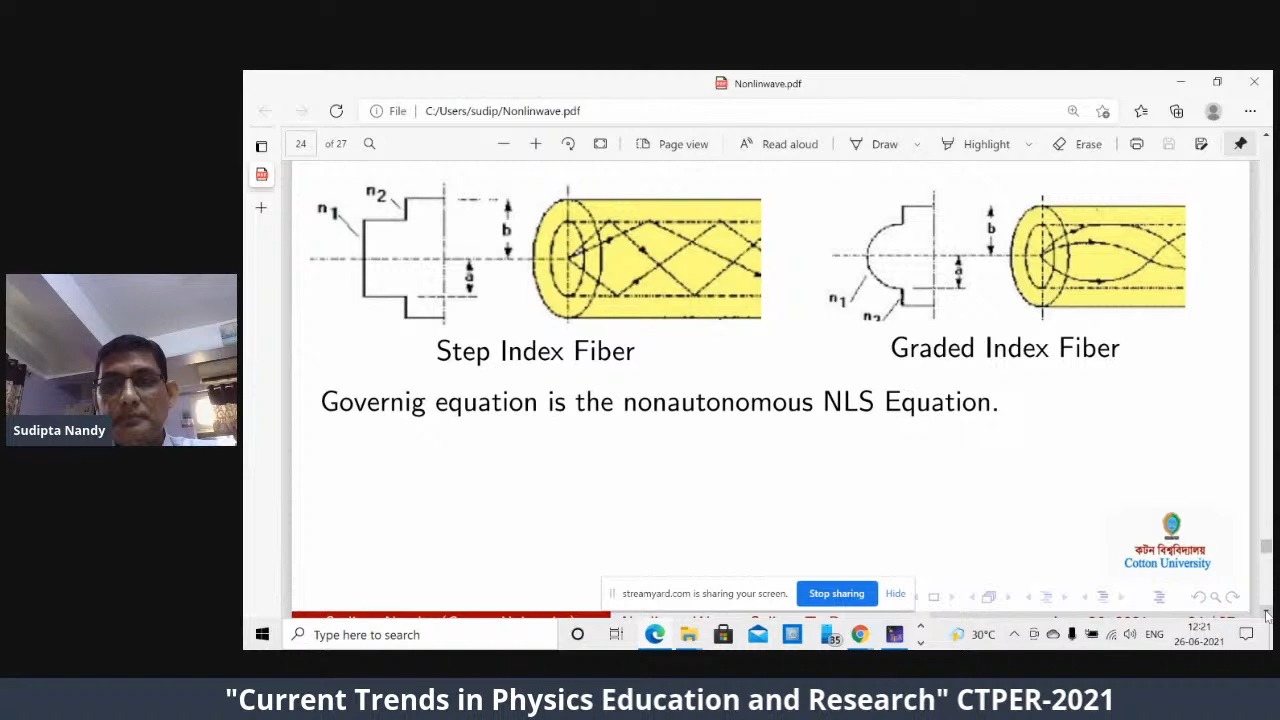 Nonlinwave.pdf
File C:/Users/sudip/Nonlinwave.pdf
24 of 27 Page view Read aloud Draw Highlight Erase
n1 n2 b a
n1 n2 b a
Step Index Fiber
Graded Index Fiber
Governig equation is the nonautonomous NLS Equation.
Sudipta Nandy
কটন বিশ্ববিদ্যালয়
Cotton University
streamyard.com is sharing your screen. Stop sharing Hide
Type here to search
35
30°C ENG 12:21
26-06-2021
"Current Trends in Physics Education and Research" CTPER-2021